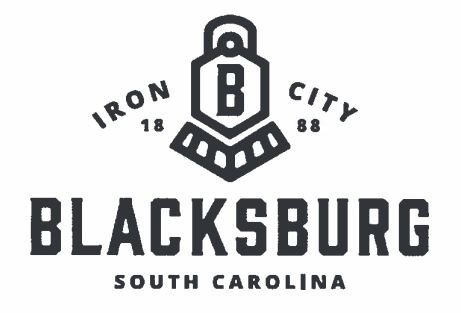 B
IRON CITY
18 88
BLACKSBURG
SOUTH CAROLINA